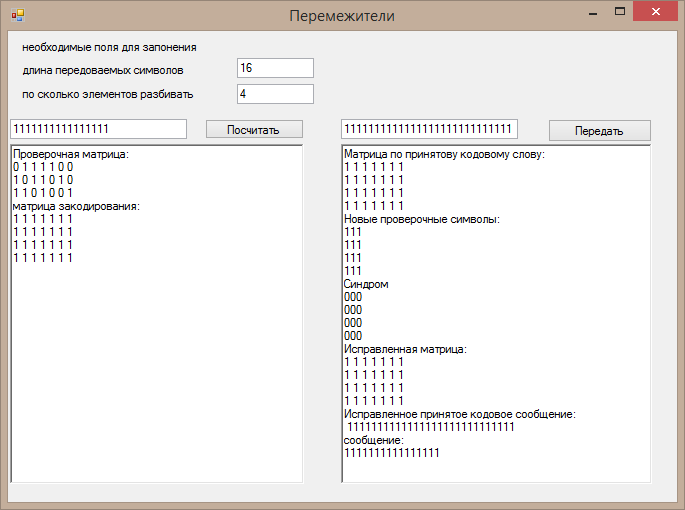 Перемежители
необходимые поля для запонения
длина передоваемых символов 16
по сколько элементов разбивать 4
1111111111111111 Посчитать
Проверочная матрица:
0 1 1 1 1 0 0
1 0 1 1 0 1 0
1 1 0 1 0 0 1
матрица закодирования:
1 1 1 1 1 1 1
1 1 1 1 1 1 1
1 1 1 1 1 1 1
1 1 1 1 1 1 1
1111111111111111111111111111 Передать
Матрица по принятову кодовому слову:
1 1 1 1 1 1 1
1 1 1 1 1 1 1
1 1 1 1 1 1 1
1 1 1 1 1 1 1
Новые проверочные символы:
111
111
111
111
Синдром
000
000
000
000
Исправленная матрица:
1 1 1 1 1 1 1
1 1 1 1 1 1 1
1 1 1 1 1 1 1
1 1 1 1 1 1 1
Исправленное принятое кодовое сообщение:
1111111111111111111111111111
сообщение:
1111111111111111